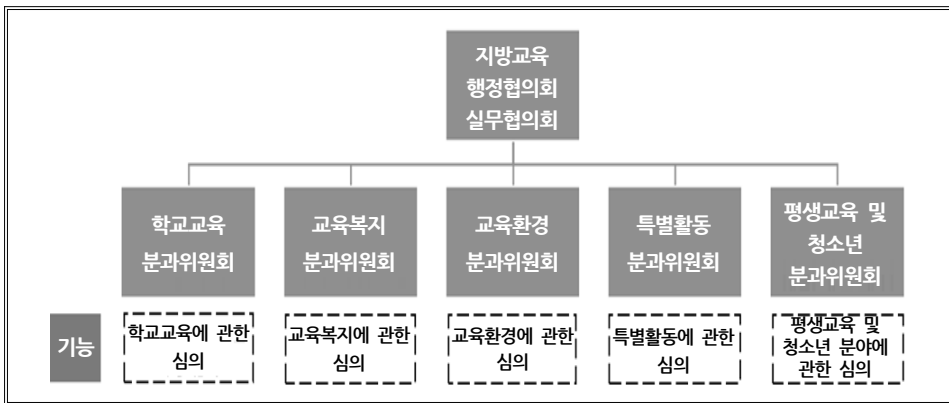 지방교육
행정협의회
실무협의회
학교교육
분과위원회
교육복지
분과위원회
교육환경
분과위원회
특별활동
분과위원회
평생교육 및
청소년
분과위원회
기능
학교교육에 관한
심의
교육복지에 관한
심의
교육환경에 관한
심의
특별활동에 관한
심의
평생교육 및
청소년 분야에
관한 심의